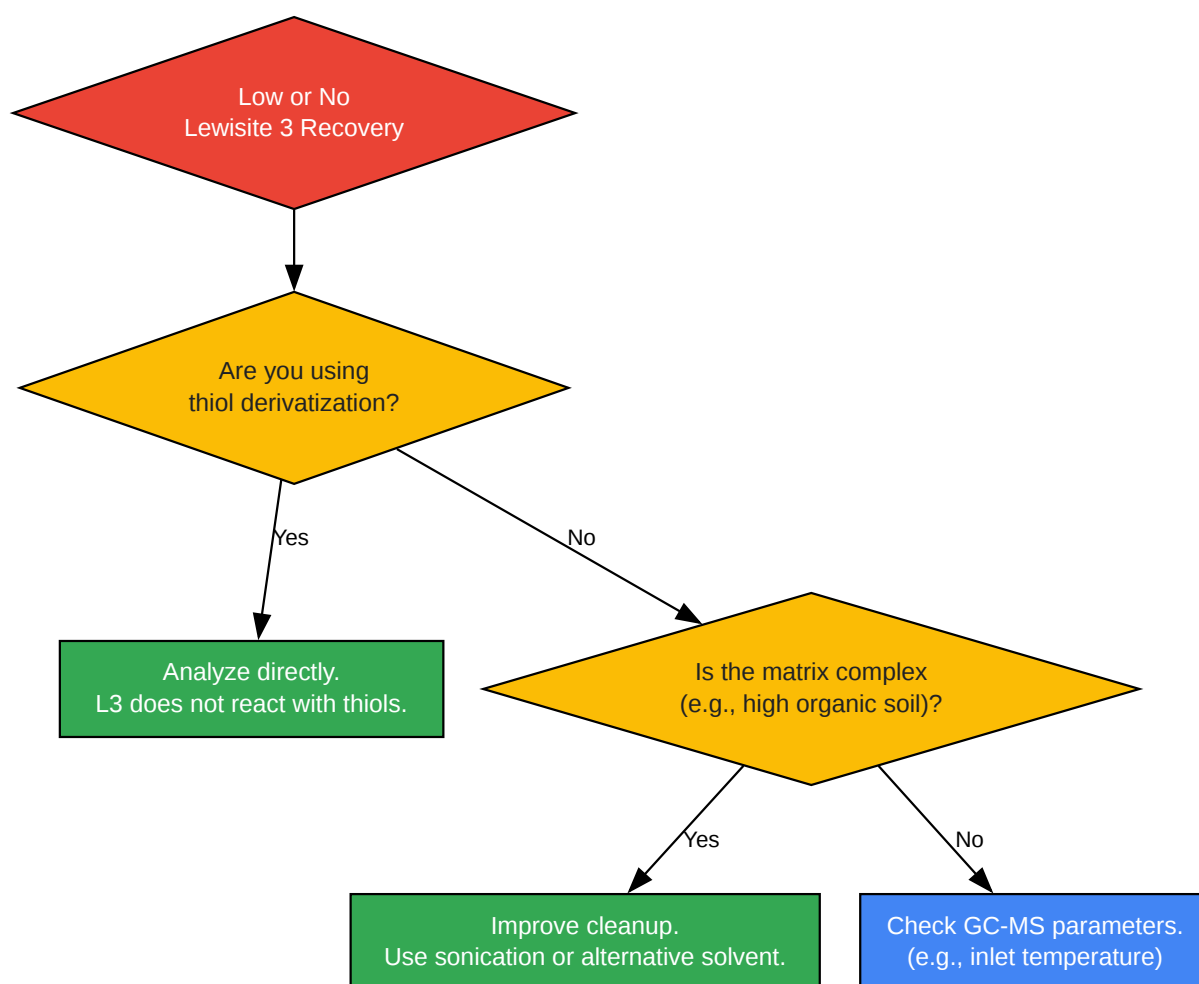 Low or No
Lewisite 3 Recovery
Are you using
thiol derivatization?
Yes
No
Analyze directly.
L3 does not react with thiols.
Is the matrix complex
(e.g., high organic soil)?
Yes
No
Improve cleanup.
Use sonication or alternative solvent.
Check GC-MS parameters.
(e.g., inlet temperature)